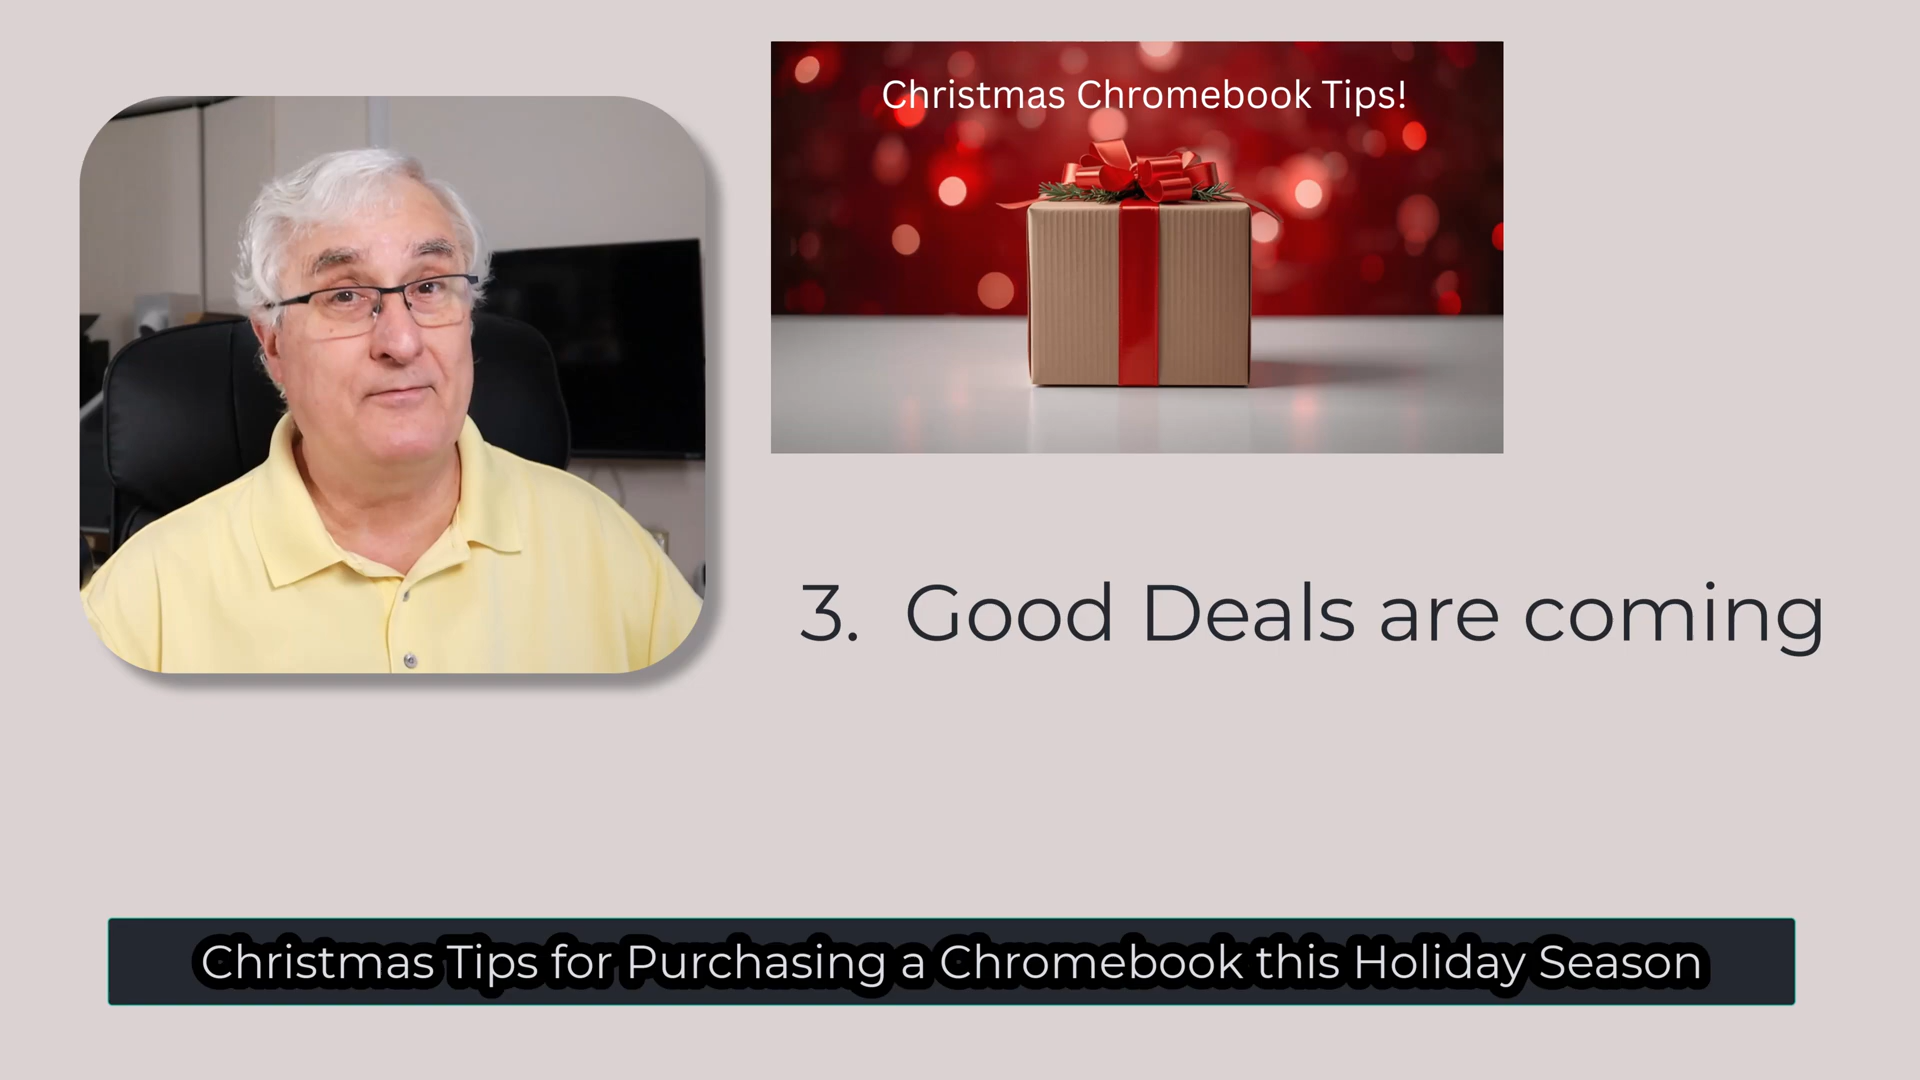 Christmas Chromebook Tips!
3. Good Deals are coming
Christmas Tips for Purchasing a Chromebook this Holiday Season